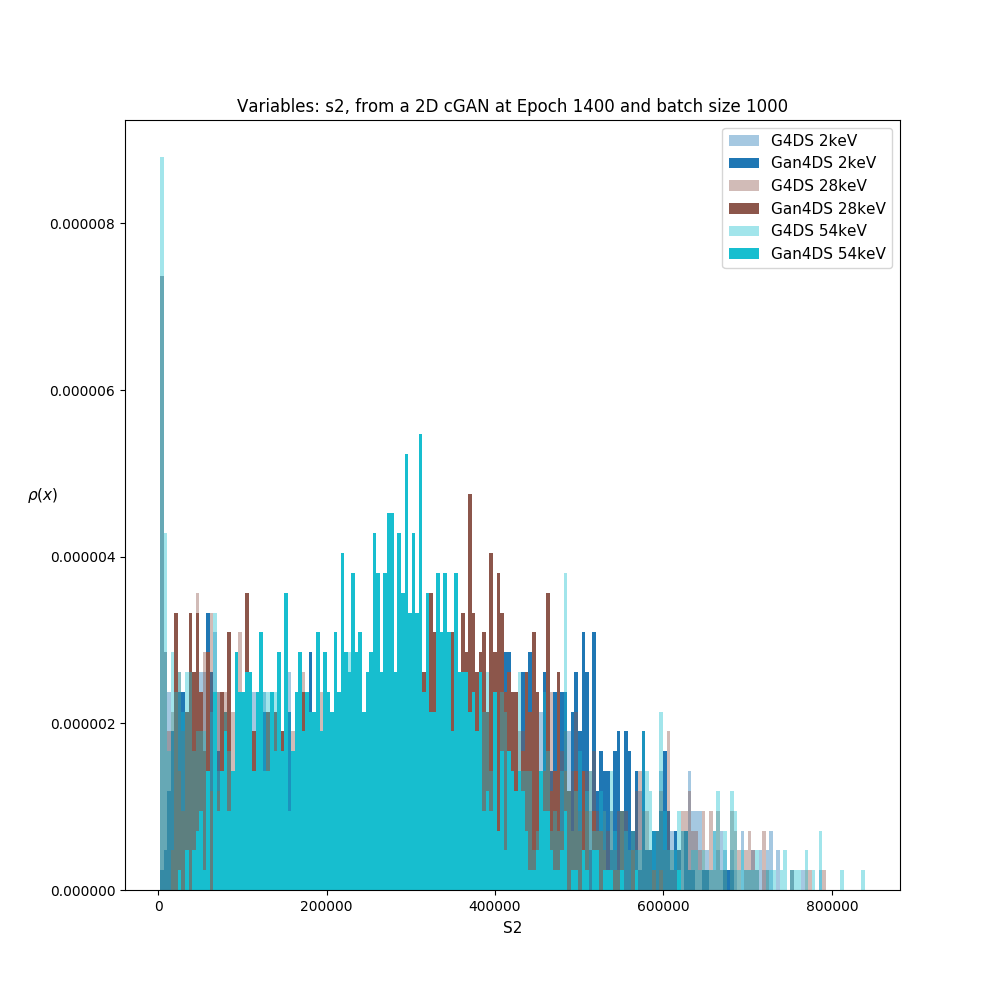 Variables: s2, from a 2D cGAN at Epoch 1400 and batch size 1000
G4DS 2keV
Gan4DS 2keV
G4DS 28keV
Gan4DS 28keV
G4DS 54keV
Gan4DS 54keV
0.000008
0.000006
ρ(x)
0.000004
0.000002
0.000000
0 200000 400000 600000 800000
S2